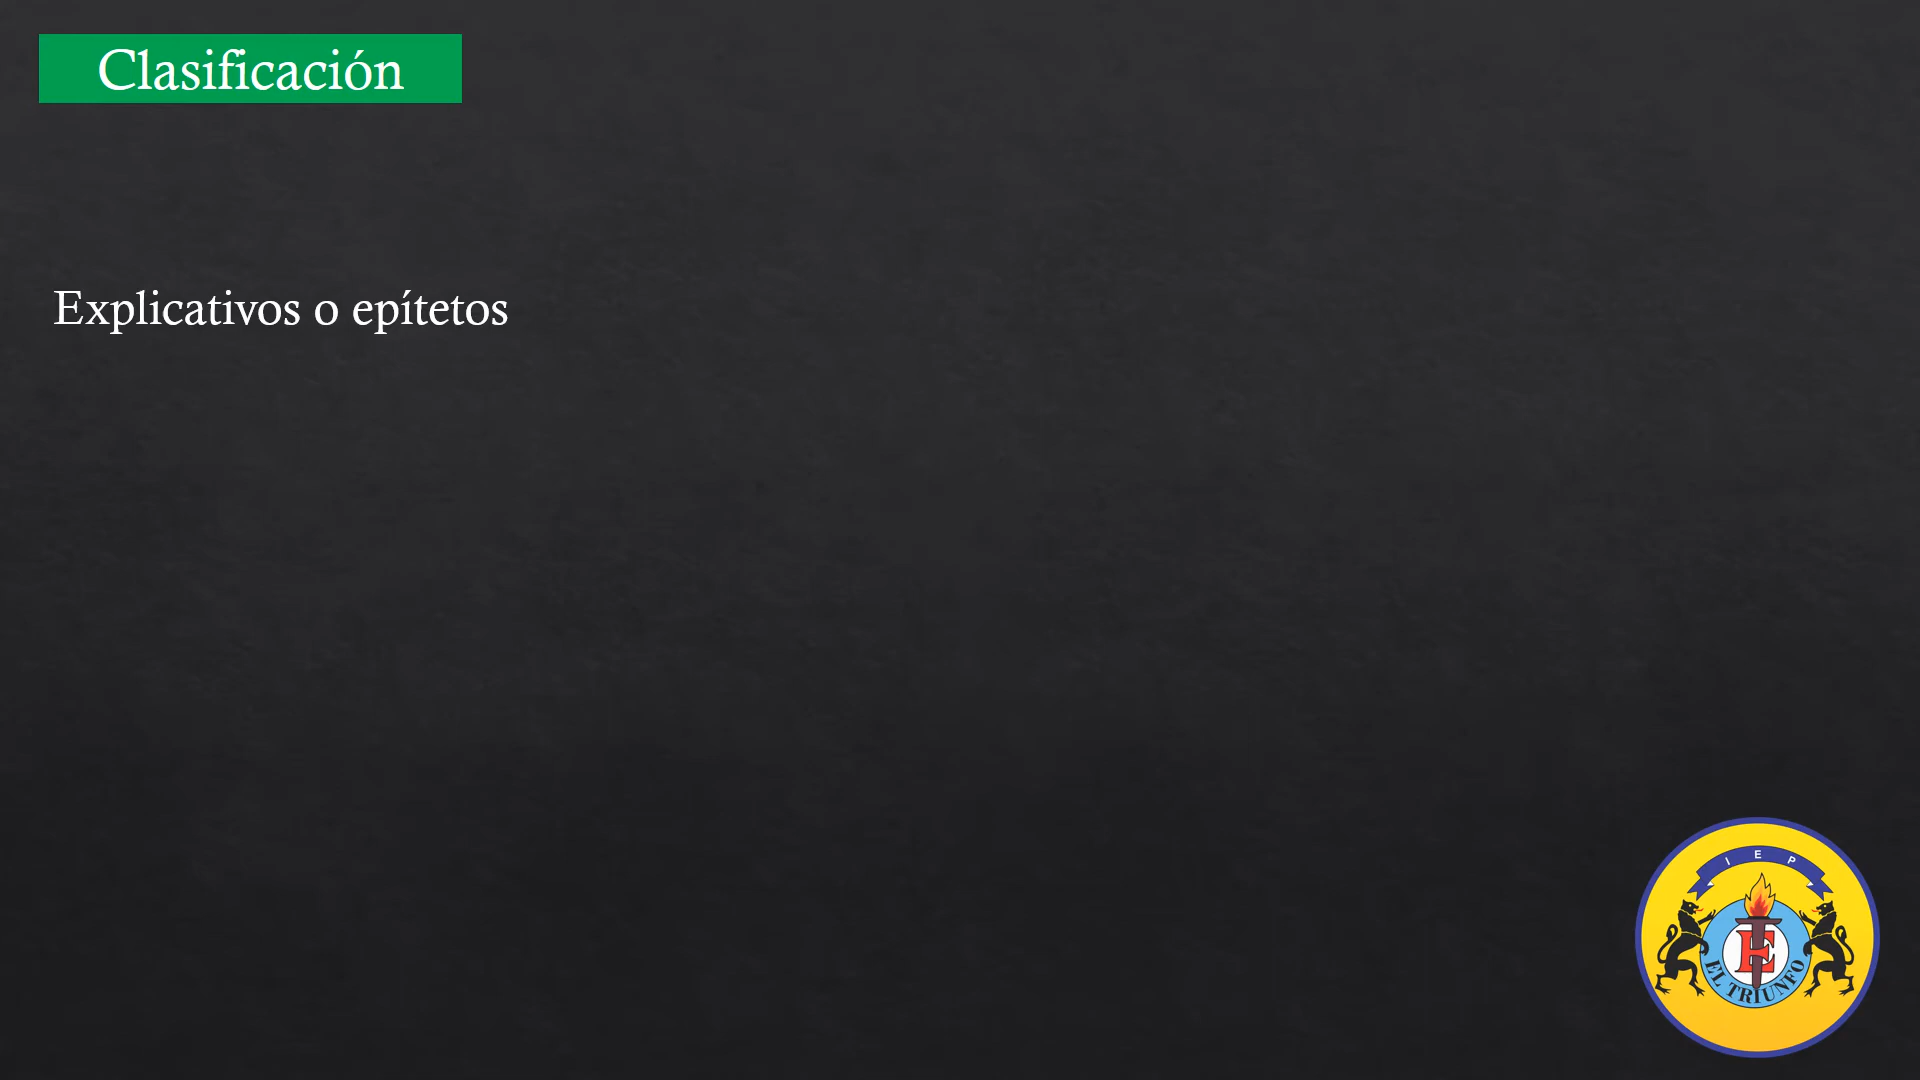 Clasificación
Explicativos o epítetos
I E P
E
EL TRIUNFO